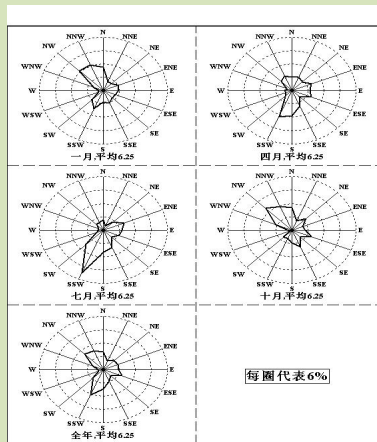 N
NNW NNE
NW NE
WNW ENE
W E
WSW ESE
SW SE
SSW SSE
S
一月,平均6.25
N
NNW NNE
NW NE
WNW ENE
W E
WSW ESE
SW SE
SSW SSE
S
四月,平均6.25
N
NNW NNE
NW NE
WNW ENE
W E
WSW ESE
SW SE
SSW SSE
S
七月,平均6.25
N
NNW NNE
NW NE
WNW ENE
W E
WSW ESE
SW SE
SSW SSE
S
十月,平均6.25
N
NNW NNE
NW NE
WNW ENE
W E
WSW ESE
SW SE
SSW SSE
S
全年,平均6.25
每圈代表6%